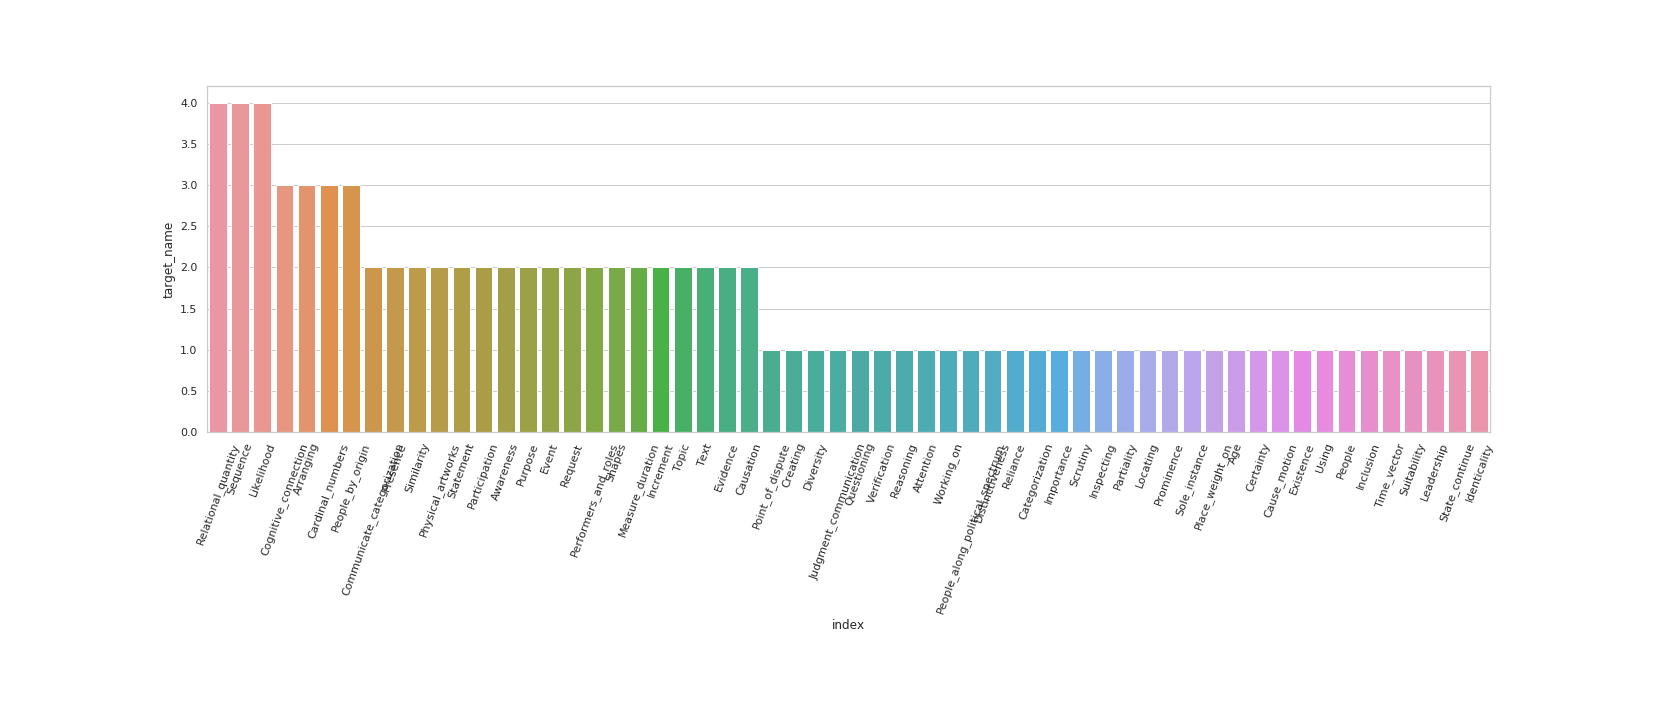 4.0
3.5
3.0
2.5
2.0
1.5
1.0
0.5
0.0
target_name
Relational_quantity
Sequence
Likelihood
Cognitive_connection
Arranging
Cardinal_numbers
People_by_origin
Communicate_categorization
Presence
Similarity
Physical_artworks
Statement
Participation
Awareness
Purpose
Event
Request
Performers_and_roles
Shapes
Measure_duration
Increment
Topic
Text
Evidence
Causation
Point_of_dispute
Creating
Diversity
Judgment_communication
Questioning
Verification
Reasoning
Attention
Working_on
People_along_political_spectrum
Distinctiveness
Reliance
Categorization
Importance
Scrutiny
Inspecting
Partiality
Locating
Prominence
Sole_instance
Place_weight_on
Age
Certainty
Cause_motion
Existence
Using
People
Inclusion
Time_vector
Suitability
Leadership
State_continue
Identicality
index